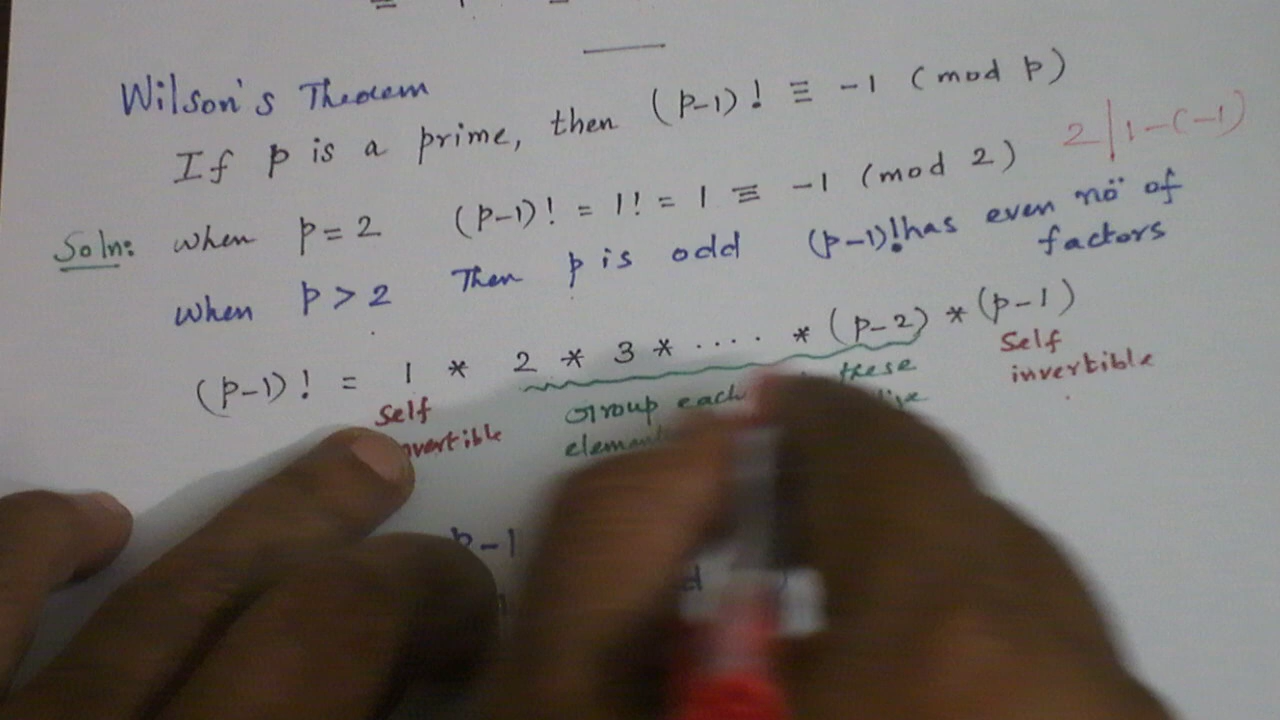 Wilson's Theorem
If p is a prime, then (p-1)! ≡ -1 (mod p)
2 | 1-(-1)
Soln: when p = 2 (p-1)! = 1! = 1 ≡ -1 (mod 2)
when p > 2 Then p is odd (p-1)! has even no of
factors
(p-1)! = 1 * 2 * 3 * .... * (p-2) * (p-1)
Self Group each these Self
invertible
p-1